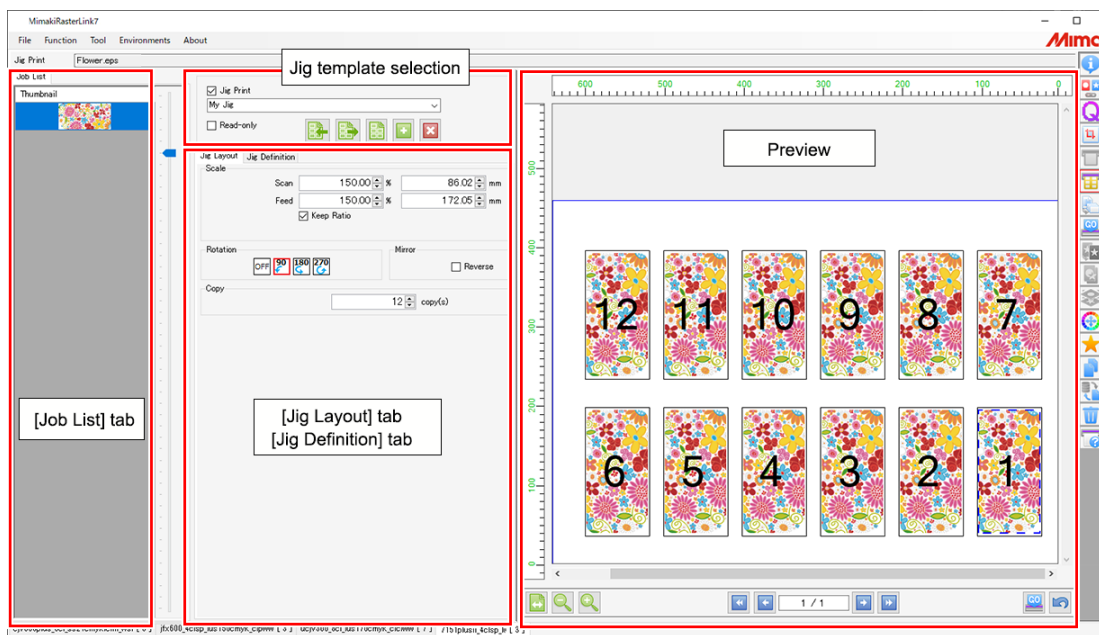 MimakiRasterLink7
File Function Tool Environments About
Jig Print Flower.eps
Job List
Thumbnail
[Job List] tab
Jig template selection
Jig Print
My Jig
Read-only
Jig Layout Jig Definition
Scale
Scan 150.00 % 86.02 mm
Feed 150.00 % 172.05 mm
Keep Ratio
Rotation Mirror
OFF 90 180 270 Reverse
Copy
12 copy(s)
[Jig Layout] tab
[Jig Definition] tab
600 500 400 300 200 100 0
Preview
500
400
300
200
100
0
12 11 10 9 8 7
6 5 4 3 2 1
1 / 1
GO
GO